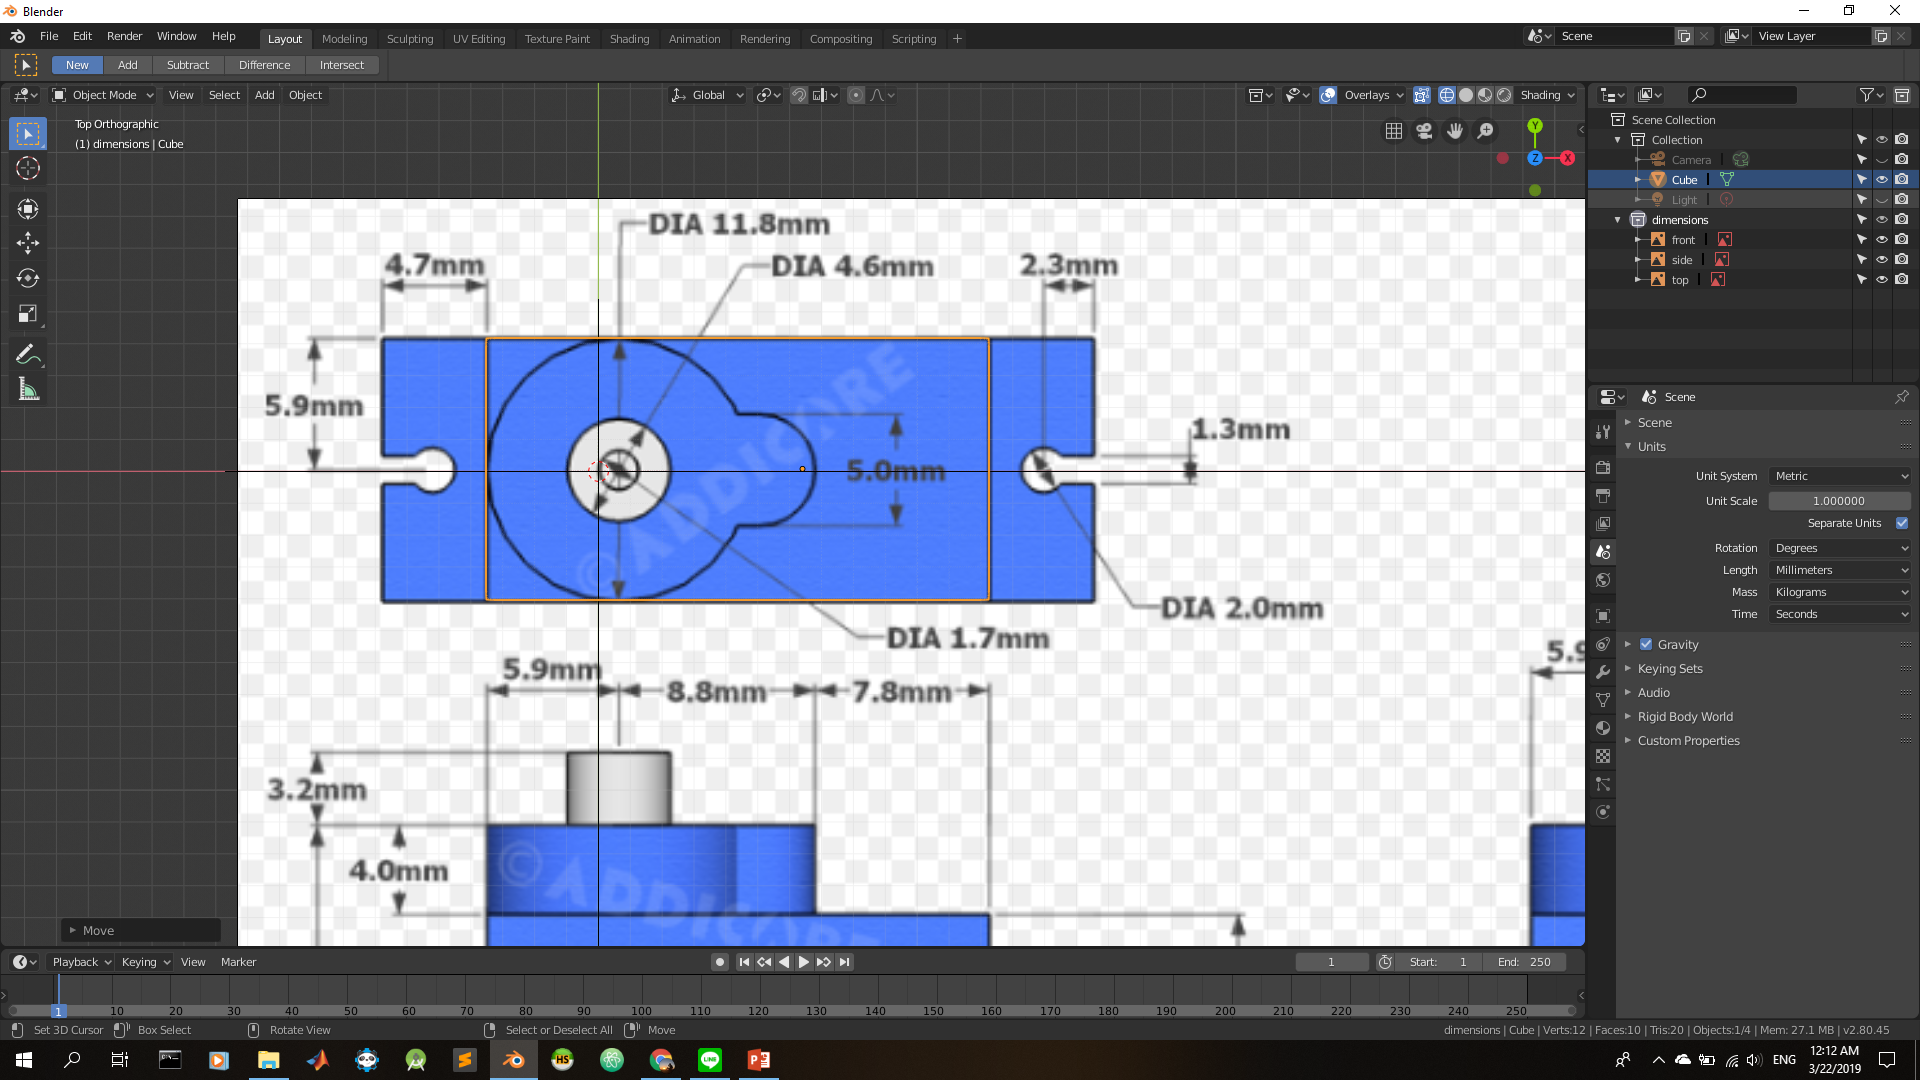 Blender
File Edit Render Window Help Layout Modeling Sculpting UV Editing Texture Paint Shading Animation Rendering Compositing Scripting + Scene View Layer
New Add Subtract Difference Intersect
Object Mode View Select Add Object Global Overlays Shading
Top Orthographic
(1) dimensions | Cube
Y
Z X
Scene Collection
Collection
Camera
Cube
Light
dimensions
front
side
top
DIA 11.8mm
4.7mm DIA 4.6mm 2.3mm
5.9mm
1.3mm
5.0mm
©ADDICORE
DIA 2.0mm
DIA 1.7mm
5.9mm
8.8mm 7.8mm
3.2mm
4.0mm
©ADDICORE
5.9
Move
Scene
Scene
Units
Unit System Metric
Unit Scale 1.000000
Separate Units
Rotation Degrees
Length Millimeters
Mass Kilograms
Time Seconds
Gravity
Keying Sets
Audio
Rigid Body World
Custom Properties
Playback Keying View Marker 1 Start: 1 End: 250
1 10 20 30 40 50 60 70 80 90 100 110 120 130 140 150 160 170 180 190 200 210 220 230 240 250
Set 3D Cursor Box Select Rotate View Select or Deselect All Move dimensions | Cube | Verts:12 | Faces:10 | Tris:20 | Objects:1/4 | Mem: 27.1 MB | v2.80.45
HS LINE ENG 12:12 AM
3/22/2019